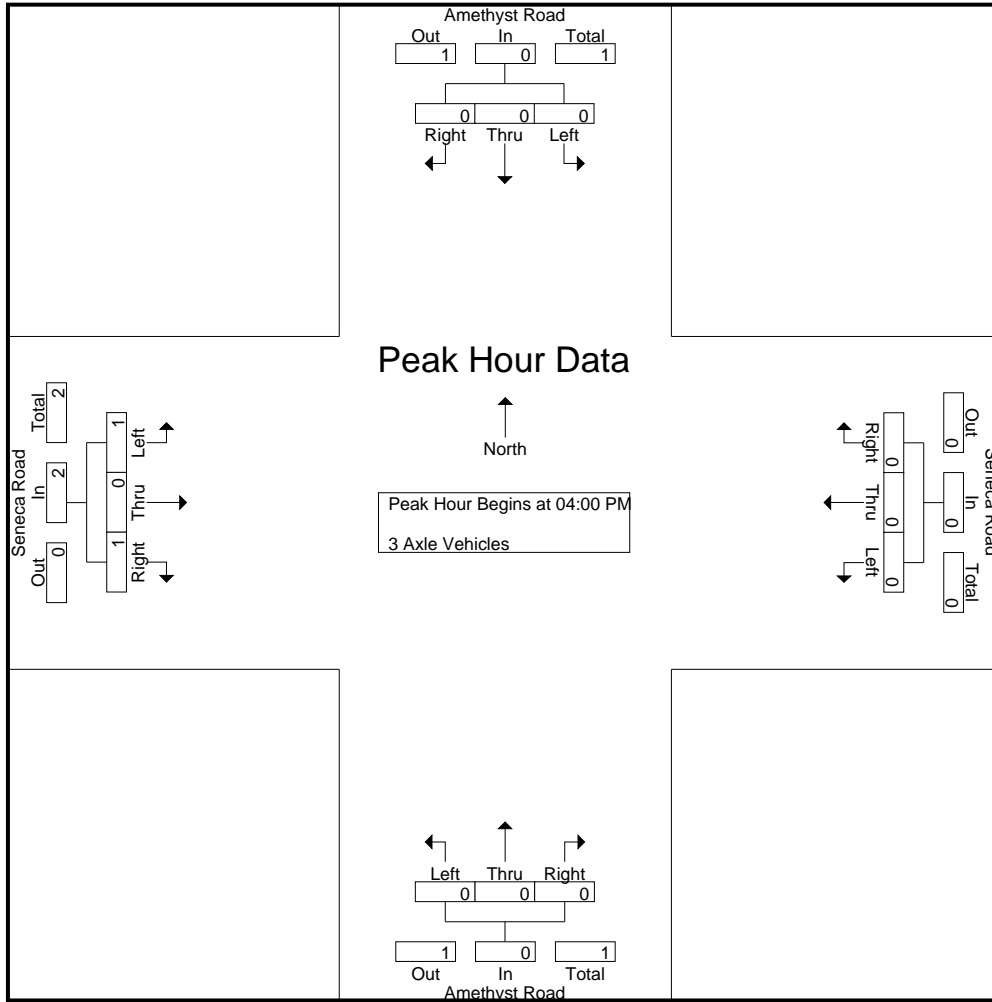 Amethyst Road
Out In Total
1 0 1
0 0 0
Right Thru Left
Peak Hour Data
North
Peak Hour Begins at 04:00 PM
3 Axle Vehicles
Seneca Road
Total In Out
2 2 0
1 0 1
Left Thru Right
Right Thru Left
0 0 0
Out In Total
0 0 0
Seneca Road
Left Thru Right
0 0 0
1 0 1
Out In Total
Amethyst Road